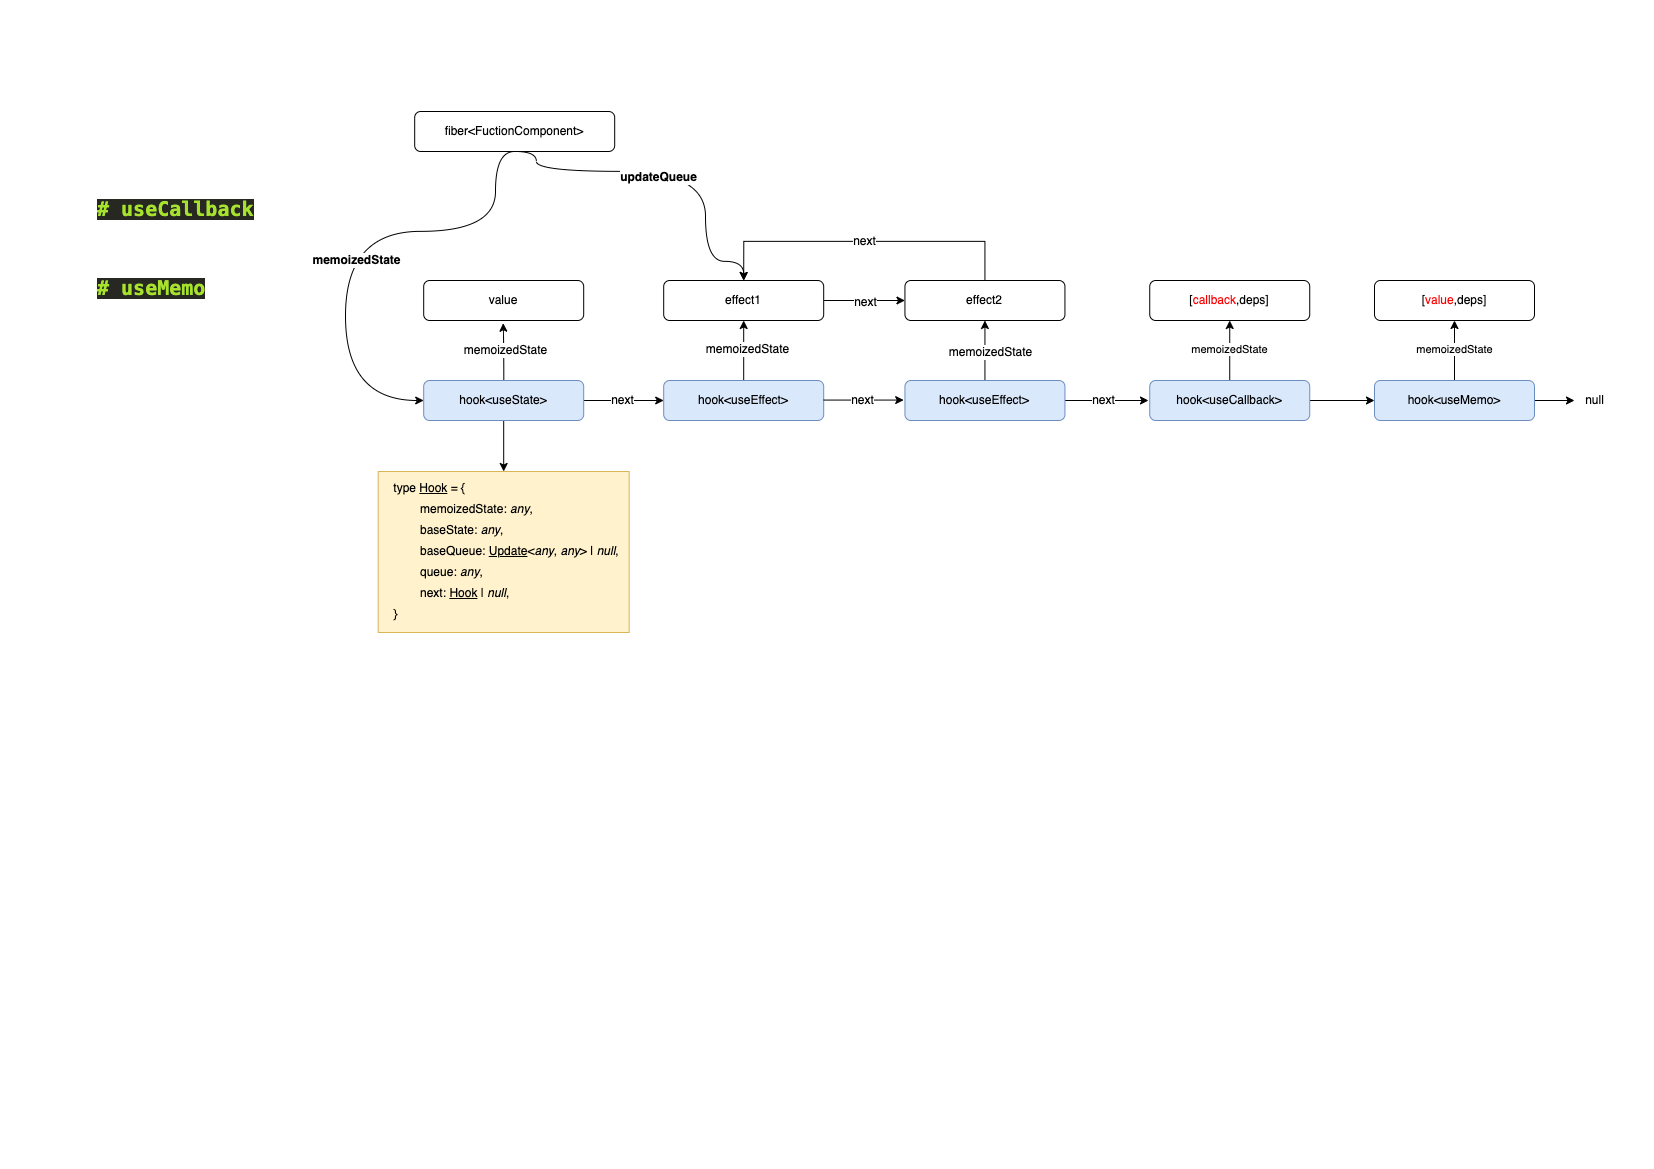 fiber<FuctionComponent>
updateQueue
# useCallback
next
memoizedState
# useMemo
value
effect1
next
effect2
[callback,deps]
[value,deps]
memoizedState
memoizedState
memoizedState
memoizedState
memoizedState
hook<useState>
next
hook<useEffect>
next
hook<useEffect>
next
hook<useCallback>
hook<useMemo>
null
type Hook = {
memoizedState: any,
baseState: any,
baseQueue: Update<any, any> | null,
queue: any,
next: Hook | null,
}